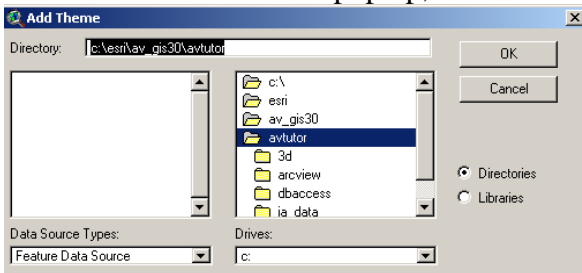 Add Theme
Directory: c:\esri\av_gis30\avtutor
OK
Cancel
c:\
esri
av_gis30
avtutor
3d
arcview
dbaccess
ia_data
Directories
Libraries
Data Source Types:
Drives:
Feature Data Source
c: